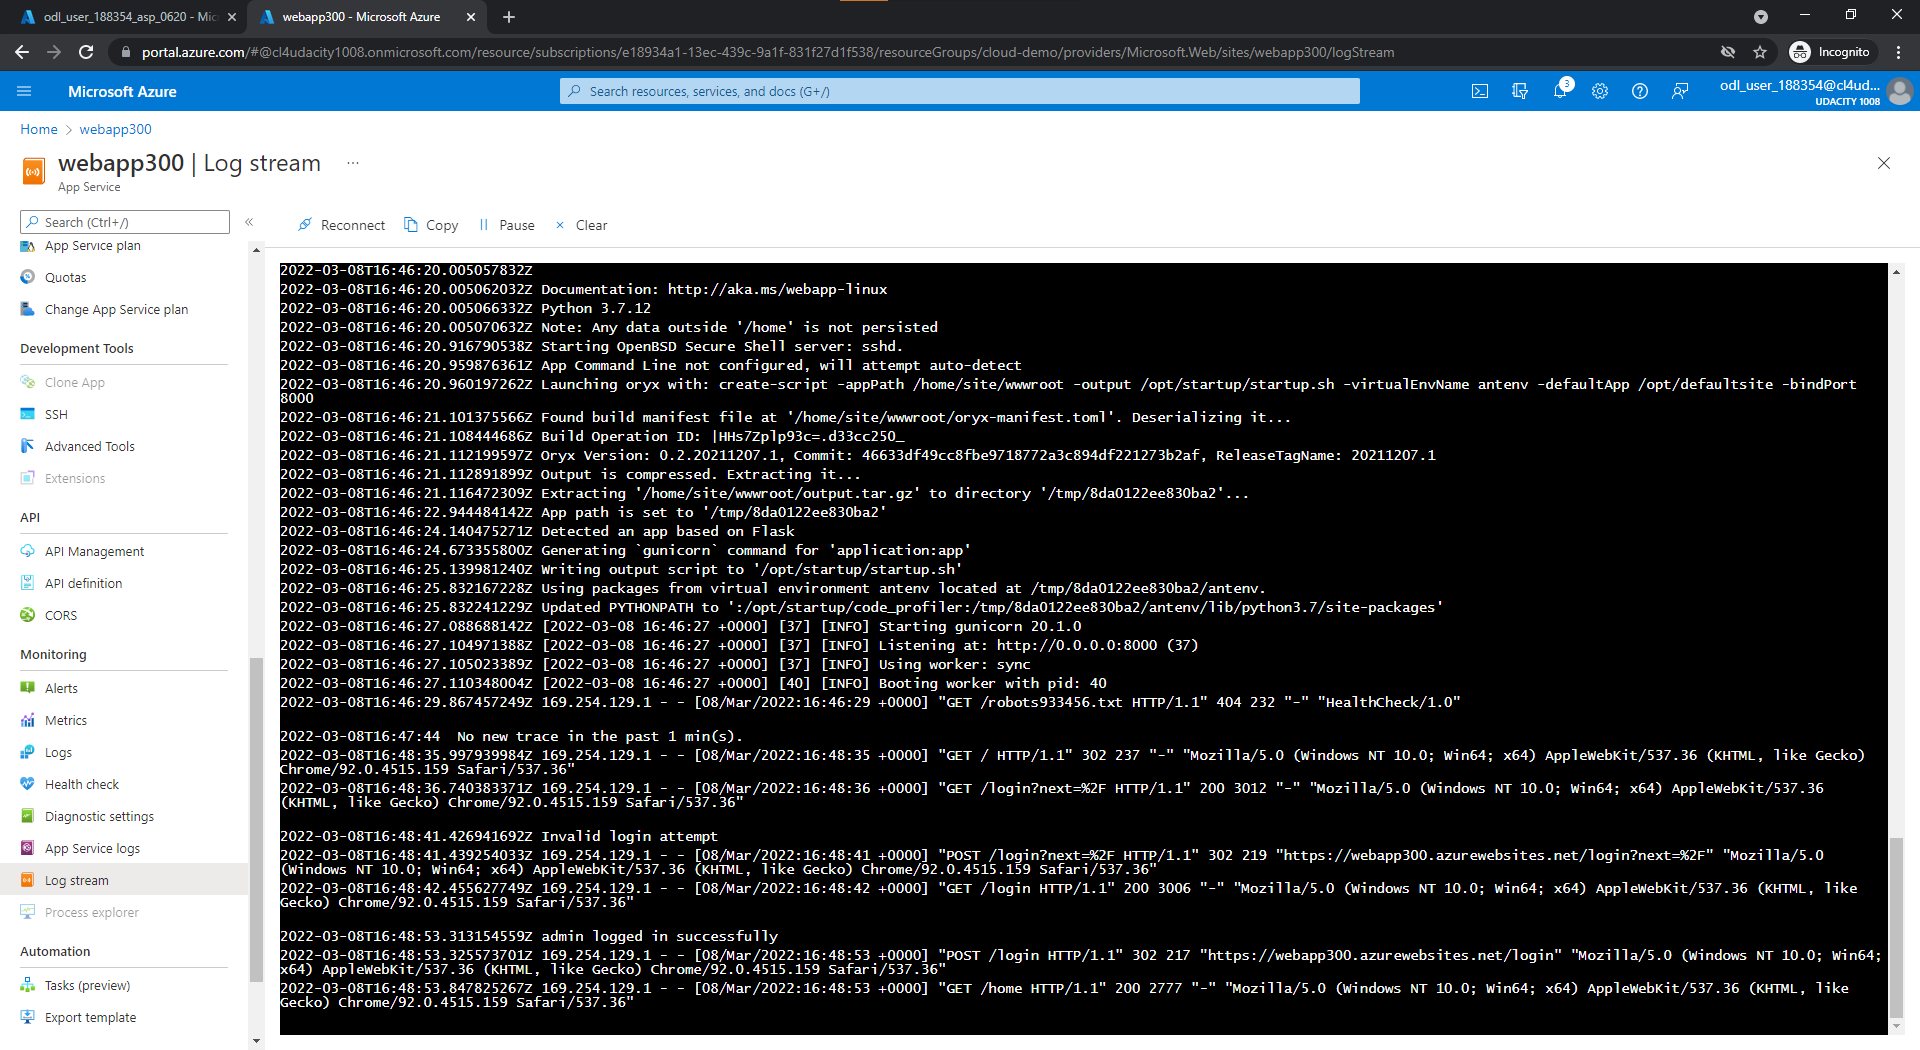 odl_user_188354_asp_0620 - Mic
webapp300 - Microsoft Azure
portal.azure.com/#@cl4udacity1008.onmicrosoft.com/resource/subscriptions/e18934a1-13ec-439c-9a1f-831f27d1f538/resourceGroups/cloud-demo/providers/Microsoft.Web/sites/webapp300/logStream
Incognito
Microsoft Azure
Search resources, services, and docs (G+/)
3
odl_user_188354@cl4ud...
UDACITY 1008
Home > webapp300
webapp300 | Log stream ...
App Service
Search (Ctrl+/)
«
Reconnect
Copy
Pause
Clear
App Service plan
Quotas
Change App Service plan
Development Tools
Clone App
SSH
Advanced Tools
Extensions
API
API Management
API definition
CORS
Monitoring
Alerts
Metrics
Logs
Health check
Diagnostic settings
App Service logs
Log stream
Process explorer
Automation
Tasks (preview)
Export template
2022-03-08T16:46:20.005057832Z
2022-03-08T16:46:20.005062032Z Documentation: http://aka.ms/webapp-linux
2022-03-08T16:46:20.005066332Z Python 3.7.12
2022-03-08T16:46:20.005070632Z Note: Any data outside '/home' is not persisted
2022-03-08T16:46:20.916790538Z Starting OpenBSD Secure Shell server: sshd.
2022-03-08T16:46:20.959876361Z App Command Line not configured, will attempt auto-detect
2022-03-08T16:46:20.960197262Z Launching oryx with: create-script -appPath /home/site/wwwroot -output /opt/startup/startup.sh -virtualEnvName antenv -defaultApp /opt/defaultsite -bindPort
8000
2022-03-08T16:46:21.101375566Z Found build manifest file at '/home/site/wwwroot/oryx-manifest.toml'. Deserializing it...
2022-03-08T16:46:21.108444686Z Build Operation ID: |HHs7Zplp93c=.d33cc250_
2022-03-08T16:46:21.112199597Z Oryx Version: 0.2.20211207.1, Commit: 46633df49cc8fbe9718772a3c894df221273b2af, ReleaseTagName: 20211207.1
2022-03-08T16:46:21.112891899Z Output is compressed. Extracting it...
2022-03-08T16:46:21.116472309Z Extracting '/home/site/wwwroot/output.tar.gz' to directory '/tmp/8da0122ee830ba2'...
2022-03-08T16:46:22.944484142Z App path is set to '/tmp/8da0122ee830ba2'
2022-03-08T16:46:24.140475271Z Detected an app based on Flask
2022-03-08T16:46:24.673355800Z Generating `gunicorn` command for 'application:app'
2022-03-08T16:46:25.139981240Z Writing output script to '/opt/startup/startup.sh'
2022-03-08T16:46:25.832167228Z Using packages from virtual environment antenv located at /tmp/8da0122ee830ba2/antenv.
2022-03-08T16:46:25.832241229Z Updated PYTHONPATH to ':/opt/startup/code_profiler:/tmp/8da0122ee830ba2/antenv/lib/python3.7/site-packages'
2022-03-08T16:46:27.088688142Z [2022-03-08 16:46:27 +0000] [37] [INFO] Starting gunicorn 20.1.0
2022-03-08T16:46:27.104971388Z [2022-03-08 16:46:27 +0000] [37] [INFO] Listening at: http://0.0.0.0:8000 (37)
2022-03-08T16:46:27.105023389Z [2022-03-08 16:46:27 +0000] [37] [INFO] Using worker: sync
2022-03-08T16:46:27.110348004Z [2022-03-08 16:46:27 +0000] [40] [INFO] Booting worker with pid: 40
2022-03-08T16:46:29.867457249Z 169.254.129.1 - - [08/Mar/2022:16:46:29 +0000] "GET /robots933456.txt HTTP/1.1" 404 232 "-" "HealthCheck/1.0"
2022-03-08T16:47:44  No new trace in the past 1 min(s).
2022-03-08T16:48:35.997939984Z 169.254.129.1 - - [08/Mar/2022:16:48:35 +0000] "GET / HTTP/1.1" 302 237 "-" "Mozilla/5.0 (Windows NT 10.0; Win64; x64) AppleWebKit/537.36 (KHTML, like Gecko)
Chrome/92.0.4515.159 Safari/537.36"
2022-03-08T16:48:36.740383371Z 169.254.129.1 - - [08/Mar/2022:16:48:36 +0000] "GET /login?next=%2F HTTP/1.1" 200 3012 "-" "Mozilla/5.0 (Windows NT 10.0; Win64; x64) AppleWebKit/537.36
(KHTML, like Gecko) Chrome/92.0.4515.159 Safari/537.36"
2022-03-08T16:48:41.426941692Z Invalid login attempt
2022-03-08T16:48:41.439254033Z 169.254.129.1 - - [08/Mar/2022:16:48:41 +0000] "POST /login?next=%2F HTTP/1.1" 302 219 "https://webapp300.azurewebsites.net/login?next=%2F" "Mozilla/5.0
(Windows NT 10.0; Win64; x64) AppleWebKit/537.36 (KHTML, like Gecko) Chrome/92.0.4515.159 Safari/537.36"
2022-03-08T16:48:42.455627749Z 169.254.129.1 - - [08/Mar/2022:16:48:42 +0000] "GET /login HTTP/1.1" 200 3006 "-" "Mozilla/5.0 (Windows NT 10.0; Win64; x64) AppleWebKit/537.36 (KHTML, like
Gecko) Chrome/92.0.4515.159 Safari/537.36"
2022-03-08T16:48:53.313154559Z admin logged in successfully
2022-03-08T16:48:53.325573701Z 169.254.129.1 - - [08/Mar/2022:16:48:53 +0000] "POST /login HTTP/1.1" 302 217 "https://webapp300.azurewebsites.net/login" "Mozilla/5.0 (Windows NT 10.0; Win64;
x64) AppleWebKit/537.36 (KHTML, like Gecko) Chrome/92.0.4515.159 Safari/537.36"
2022-03-08T16:48:53.847825267Z 169.254.129.1 - - [08/Mar/2022:16:48:53 +0000] "GET /home HTTP/1.1" 200 2777 "-" "Mozilla/5.0 (Windows NT 10.0; Win64; x64) AppleWebKit/537.36 (KHTML, like
Gecko) Chrome/92.0.4515.159 Safari/537.36"